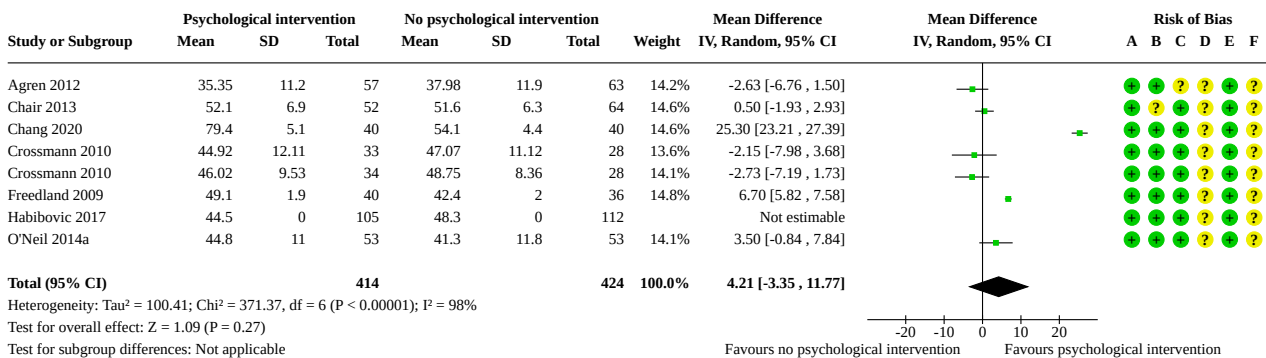 Psychological intervention No psychological intervention Mean Difference Mean Difference Risk of Bias
Study or Subgroup Mean SD Total Mean SD Total Weight IV, Random, 95% CI IV, Random, 95% CI A B C D E F
Agren 2012 35.35 11.2 57 37.98 11.9 63 14.2% -2.63 [-6.76 , 1.50] + + ? ? + ?
Chair 2013 52.1 6.9 52 51.6 6.3 64 14.6% 0.50 [-1.93 , 2.93] + ? + ? + ?
Chang 2020 79.4 5.1 40 54.1 4.4 40 14.6% 25.30 [23.21 , 27.39] + + + ? + ?
Crossmann 2010 44.92 12.11 33 47.07 11.12 28 13.6% -2.15 [-7.98 , 3.68] + + + ? + ?
Crossmann 2010 46.02 9.53 34 48.75 8.36 28 14.1% -2.73 [-7.19 , 1.73] + + + ? + ?
Freedland 2009 49.1 1.9 40 42.4 2 36 14.8% 6.70 [5.82 , 7.58] + + + ? + ?
Habibovic 2017 44.5 0 105 48.3 0 112 Not estimable + + + ? + ?
O'Neil 2014a 44.8 11 53 41.3 11.8 53 14.1% 3.50 [-0.84 , 7.84] + + + ? + ?
Total (95% CI) 414 424 100.0% 4.21 [-3.35 , 11.77]
Heterogeneity: Tau² = 100.41; Chi² = 371.37, df = 6 (P < 0.00001); I² = 98%
Test for overall effect: Z = 1.09 (P = 0.27)
-20 -10 0 10 20
Test for subgroup differences: Not applicable
Favours no psychological intervention Favours psychological intervention